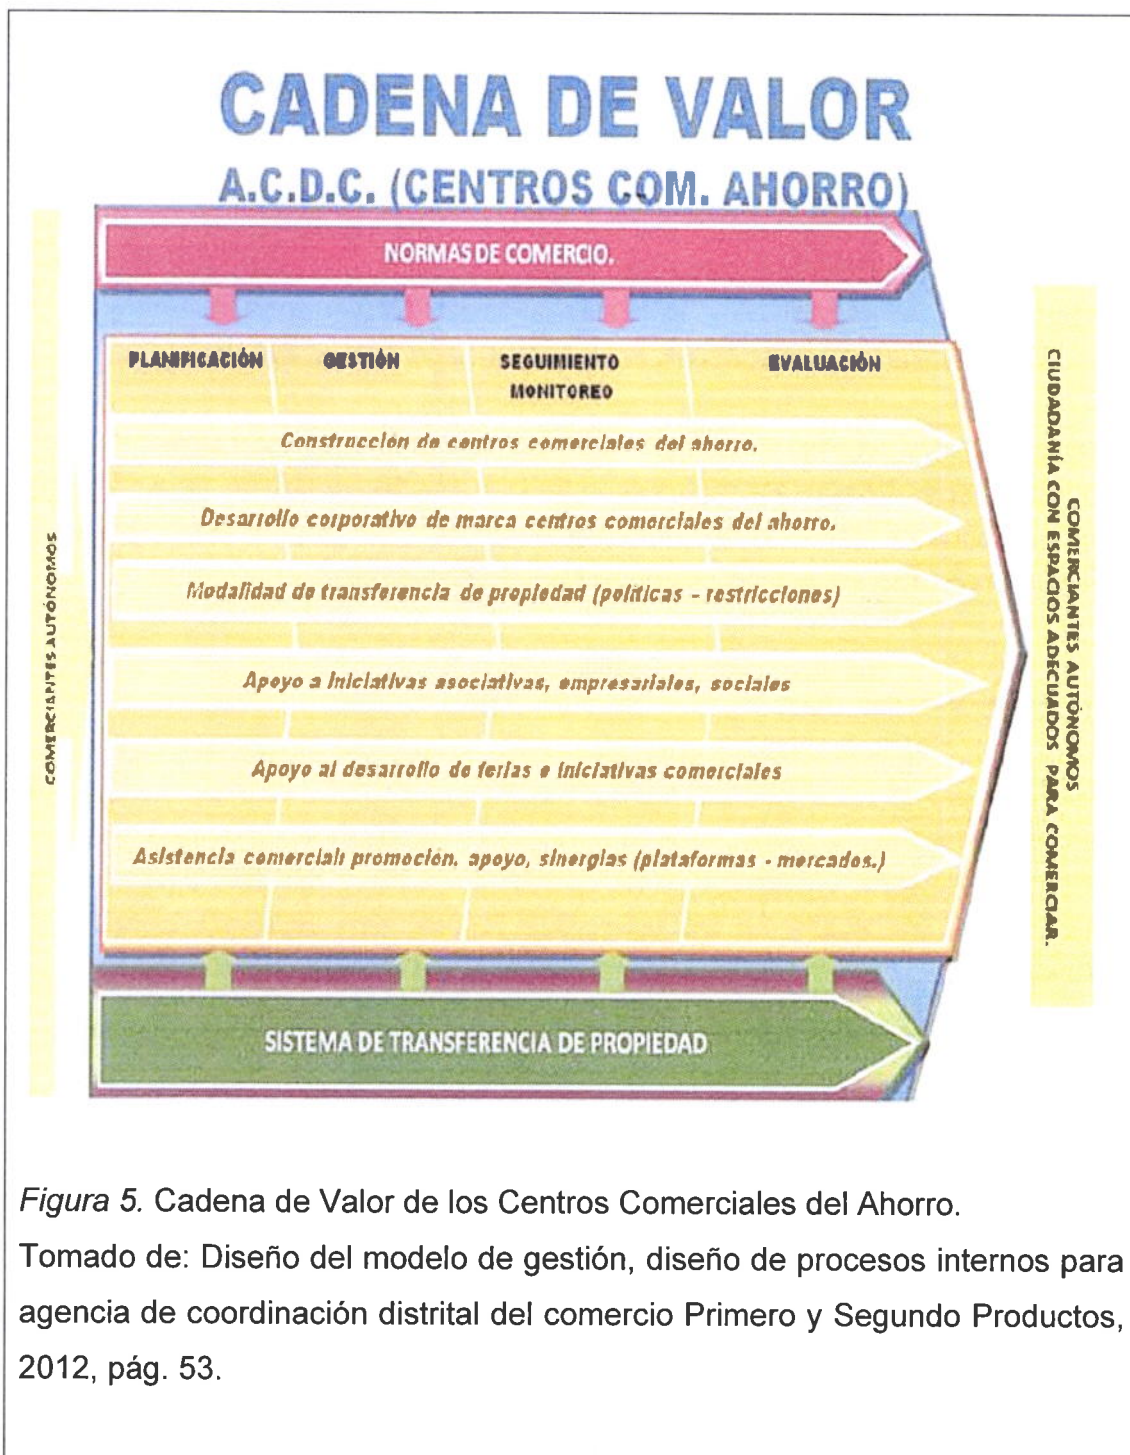 CADENA DE VALOR
A.C.D.C. (CENTROS COM. AHORRO)
NORMAS DE COMERCIO.
PLANIFICACIÓN
GESTIÓN
SEGUIMIENTO
MONITOREO
EVALUACIÓN
Construcción de centros comerciales del ahorro.
Desarrollo corporativo de marca centros comerciales del ahorro.
Modalidad de transferencia de propiedad (políticas - restricciones)
Apoyo a iniciativas asociativas, empresariales, sociales
Apoyo al desarrollo de ferias e iniciativas comerciales
Asistencia comercial: promoción. apoyo, sinergias (plataformas - mercados.)
SISTEMA DE TRANSFERENCIA DE PROPIEDAD
COMERCIANTES AUTÓNOMOS
COMERCIANTES AUTÓNOMOS
CIUDADANÍA CON ESPACIOS ADECUADOS PARA COMERCIAR.
Figura 5. Cadena de Valor de los Centros Comerciales del Ahorro.
Tomado de: Diseño del modelo de gestión, diseño de procesos internos para
agencia de coordinación distrital del comercio Primero y Segundo Productos,
2012, pág. 53.